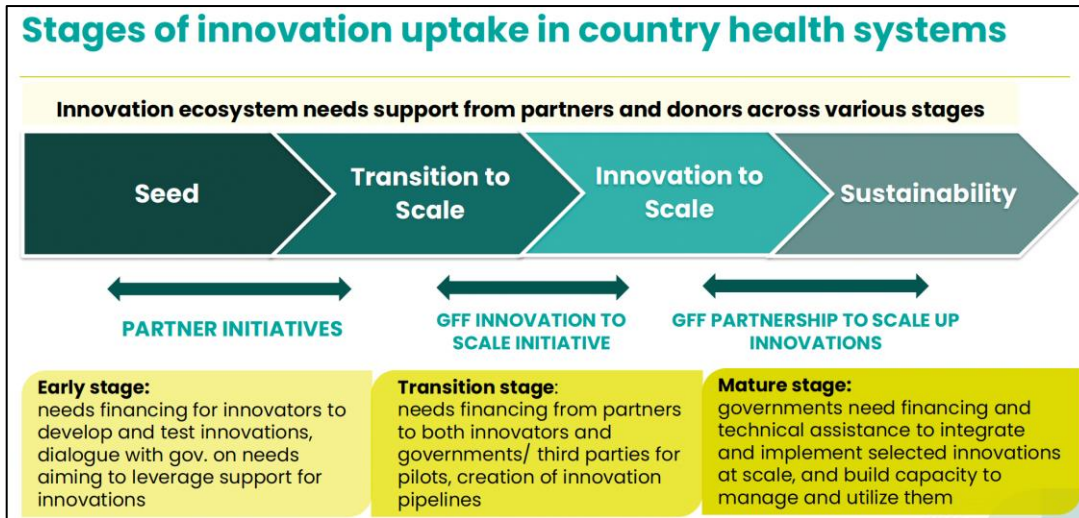 Stages of innovation uptake in country health systems
Innovation ecosystem needs support from partners and donors across various stages
Seed
Transition to
Scale
Innovation to
Scale
Sustainability
PARTNER INITIATIVES
GFF INNOVATION TO
SCALE INITIATIVE
GFF PARTNERSHIP TO SCALE UP
INNOVATIONS
Early stage:
needs financing for innovators to
develop and test innovations,
dialogue with gov. on needs
aiming to leverage support for
innovations
Transition stage:
needs financing from partners
to both innovators and
governments/ third parties for
pilots, creation of innovation
pipelines
Mature stage:
governments need financing and
technical assistance to integrate
and implement selected innovations
at scale, and build capacity to
manage and utilize them